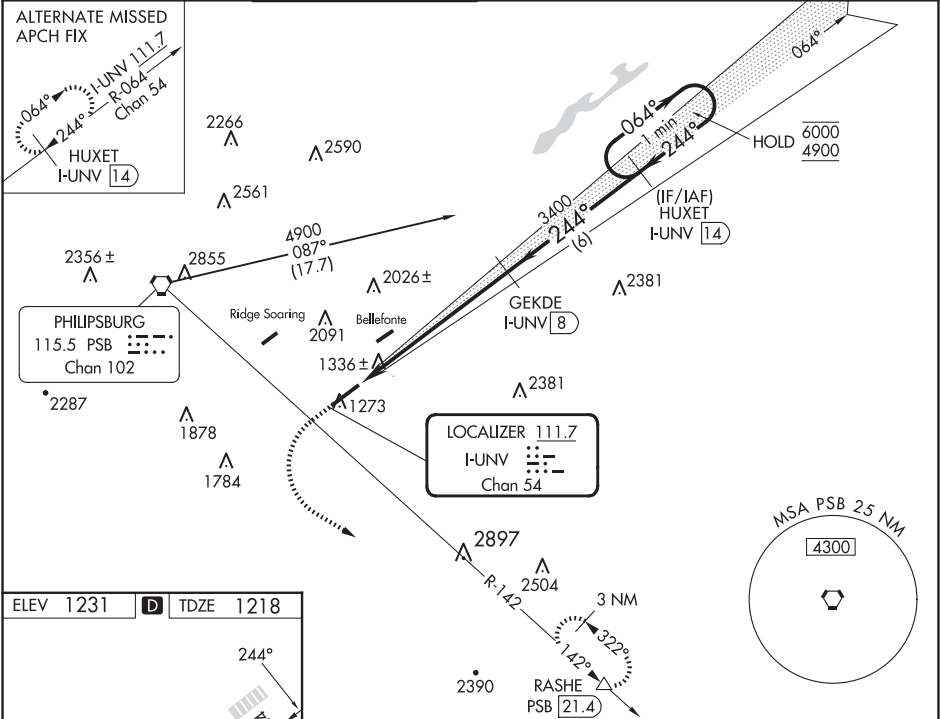 ALTERNATE MISSED
APCH FIX
I-UNV 111.7
R-064
Chan 54
064°
244°
HUXET
I-UNV 14
2266
2590
2561
4900
087°
(17.7)
2356 ±
2855
2026 ±
PHILIPSBURG
115.5 PSB
Chan 102
Ridge Soaring
2091
Bellefonte
1336 ±
1273
2287
1878
1784
064°
064°
1 min
244°
HOLD
6000
4900
(IF/IAF)
HUXET
I-UNV 14
3400
244°
(6)
GEKDE
I-UNV 8
2381
2381
LOCALIZER 111.7
I-UNV
Chan 54
2897
2504
R-142
3 NM
322°
142°
2390
RASHE
PSB 21.4
MSA PSB 25 NM
4300
ELEV 1231 D TDZE 1218
244°